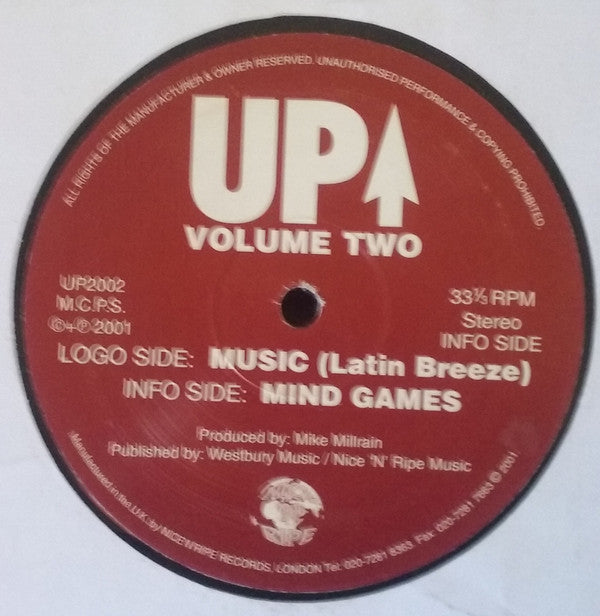 ALL RIGHTS OF THE MANUFACTURER & OWNER RESERVED. UNAUTHORISED PERFORMANCE & COPYING PROHIBITED.
UP
VOLUME TWO
UP2002
M.C.P.S.
©+℗ 2001
33⅓ RPM
Stereo
INFO SIDE
LOGO SIDE: MUSIC (Latin Breeze)
INFO SIDE: MIND GAMES
Produced by: Mike Millrain
Published by: Westbury Music / Nice 'N' Ripe Music
RIPE
Manufactured in the U.K. by NICE'N'RIPE RECORDS, LONDON Tel. 020-7281 8363 Fax. 020-7281 7663 © 2001